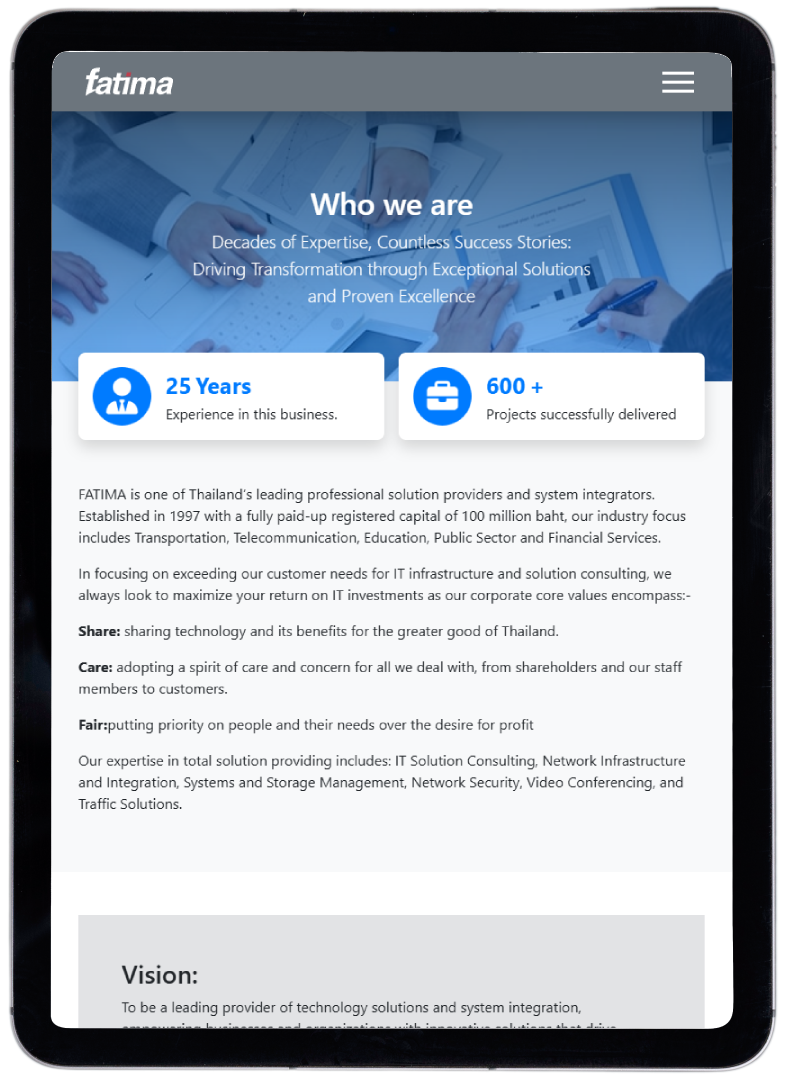 fatima
Who we are
Decades of Expertise, Countless Success Stories:
Driving Transformation through Exceptional Solutions
and Proven Excellence
25 Years
Experience in this business.
600 +
Projects successfully delivered
FATIMA is one of Thailand's leading professional solution providers and system integrators.
Established in 1997 with a fully paid-up registered capital of 100 million baht, our industry focus
includes Transportation, Telecommunication, Education, Public Sector and Financial Services.
In focusing on exceeding our customer needs for IT infrastructure and solution consulting, we
always look to maximize your return on IT investments as our corporate core values encompass:-
Share: sharing technology and its benefits for the greater good of Thailand.
Care: adopting a spirit of care and concern for all we deal with, from shareholders and our staff
members to customers.
Fair:putting priority on people and their needs over the desire for profit
Our expertise in total solution providing includes: IT Solution Consulting, Network Infrastructure
and Integration, Systems and Storage Management, Network Security, Video Conferencing, and
Traffic Solutions.
Vision:
To be a leading provider of technology solutions and system integration,
empowering businesses and organizations with innovative solutions that drive